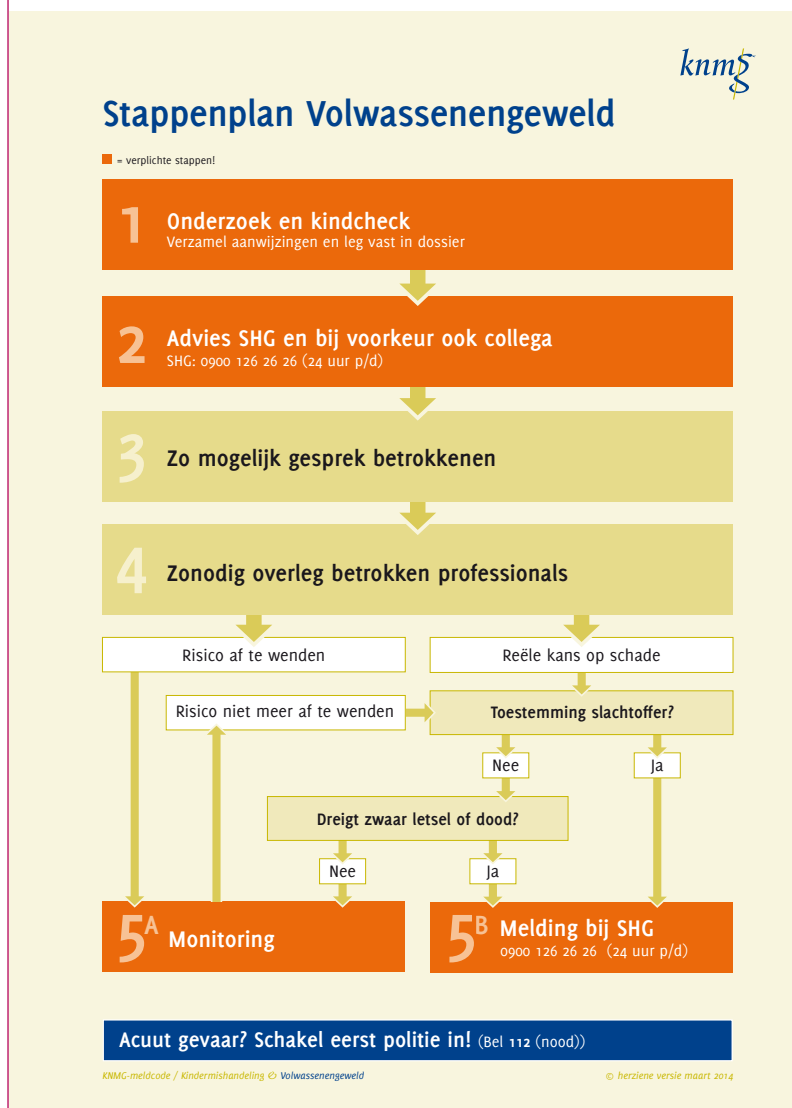 knmg
Stappenplan Volwassenengeweld
= verplichte stappen!
1
Onderzoek en kindcheck
Verzamel aanwijzingen en leg vast in dossier
2
Advies SHG en bij voorkeur ook collega
SHG: 0900 126 26 26 (24 uur p/d)
3
Zo mogelijk gesprek betrokkenen
4
Zonodig overleg betrokken professionals
Risico af te wenden
Reële kans op schade
Risico niet meer af te wenden
Toestemming slachtoffer?
Nee
Ja
Dreigt zwaar letsel of dood?
Nee
Ja
5A Monitoring
5B Melding bij SHG
0900 126 26 26 (24 uur p/d)
Acuut gevaar? Schakel eerst politie in! (Bel 112 (nood))
KNMG-meldcode / Kindermishandeling & Volwassenengeweld
© herziene versie maart 2014